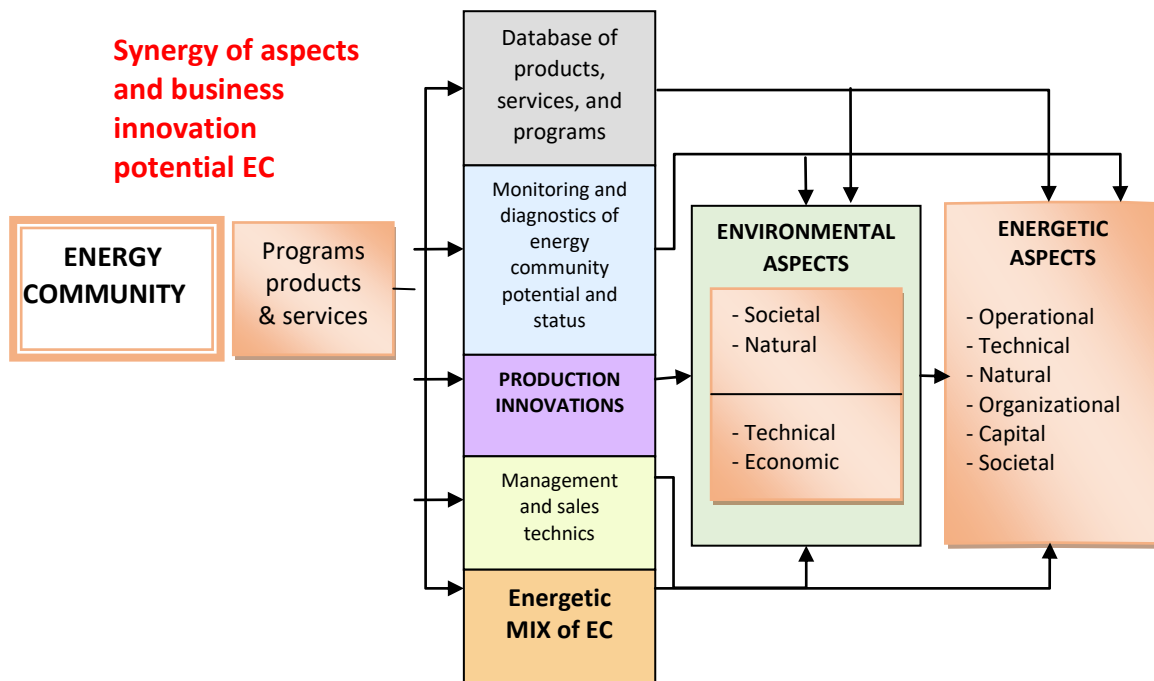 Synergy of aspects
and business
innovation
potential EC
ENERGY
COMMUNITY
Programs
products
& services
Database of
products,
services, and
programs
Monitoring and
diagnostics of
energy
community
potential and
status
PRODUCTION
INNOVATIONS
Management
and sales
technics
Energetic
MIX of EC
ENVIRONMENTAL
ASPECTS
- Societal
- Natural
- Technical
- Economic
ENERGETIC
ASPECTS
- Operational
- Technical
- Natural
- Organizational
- Capital
- Societal